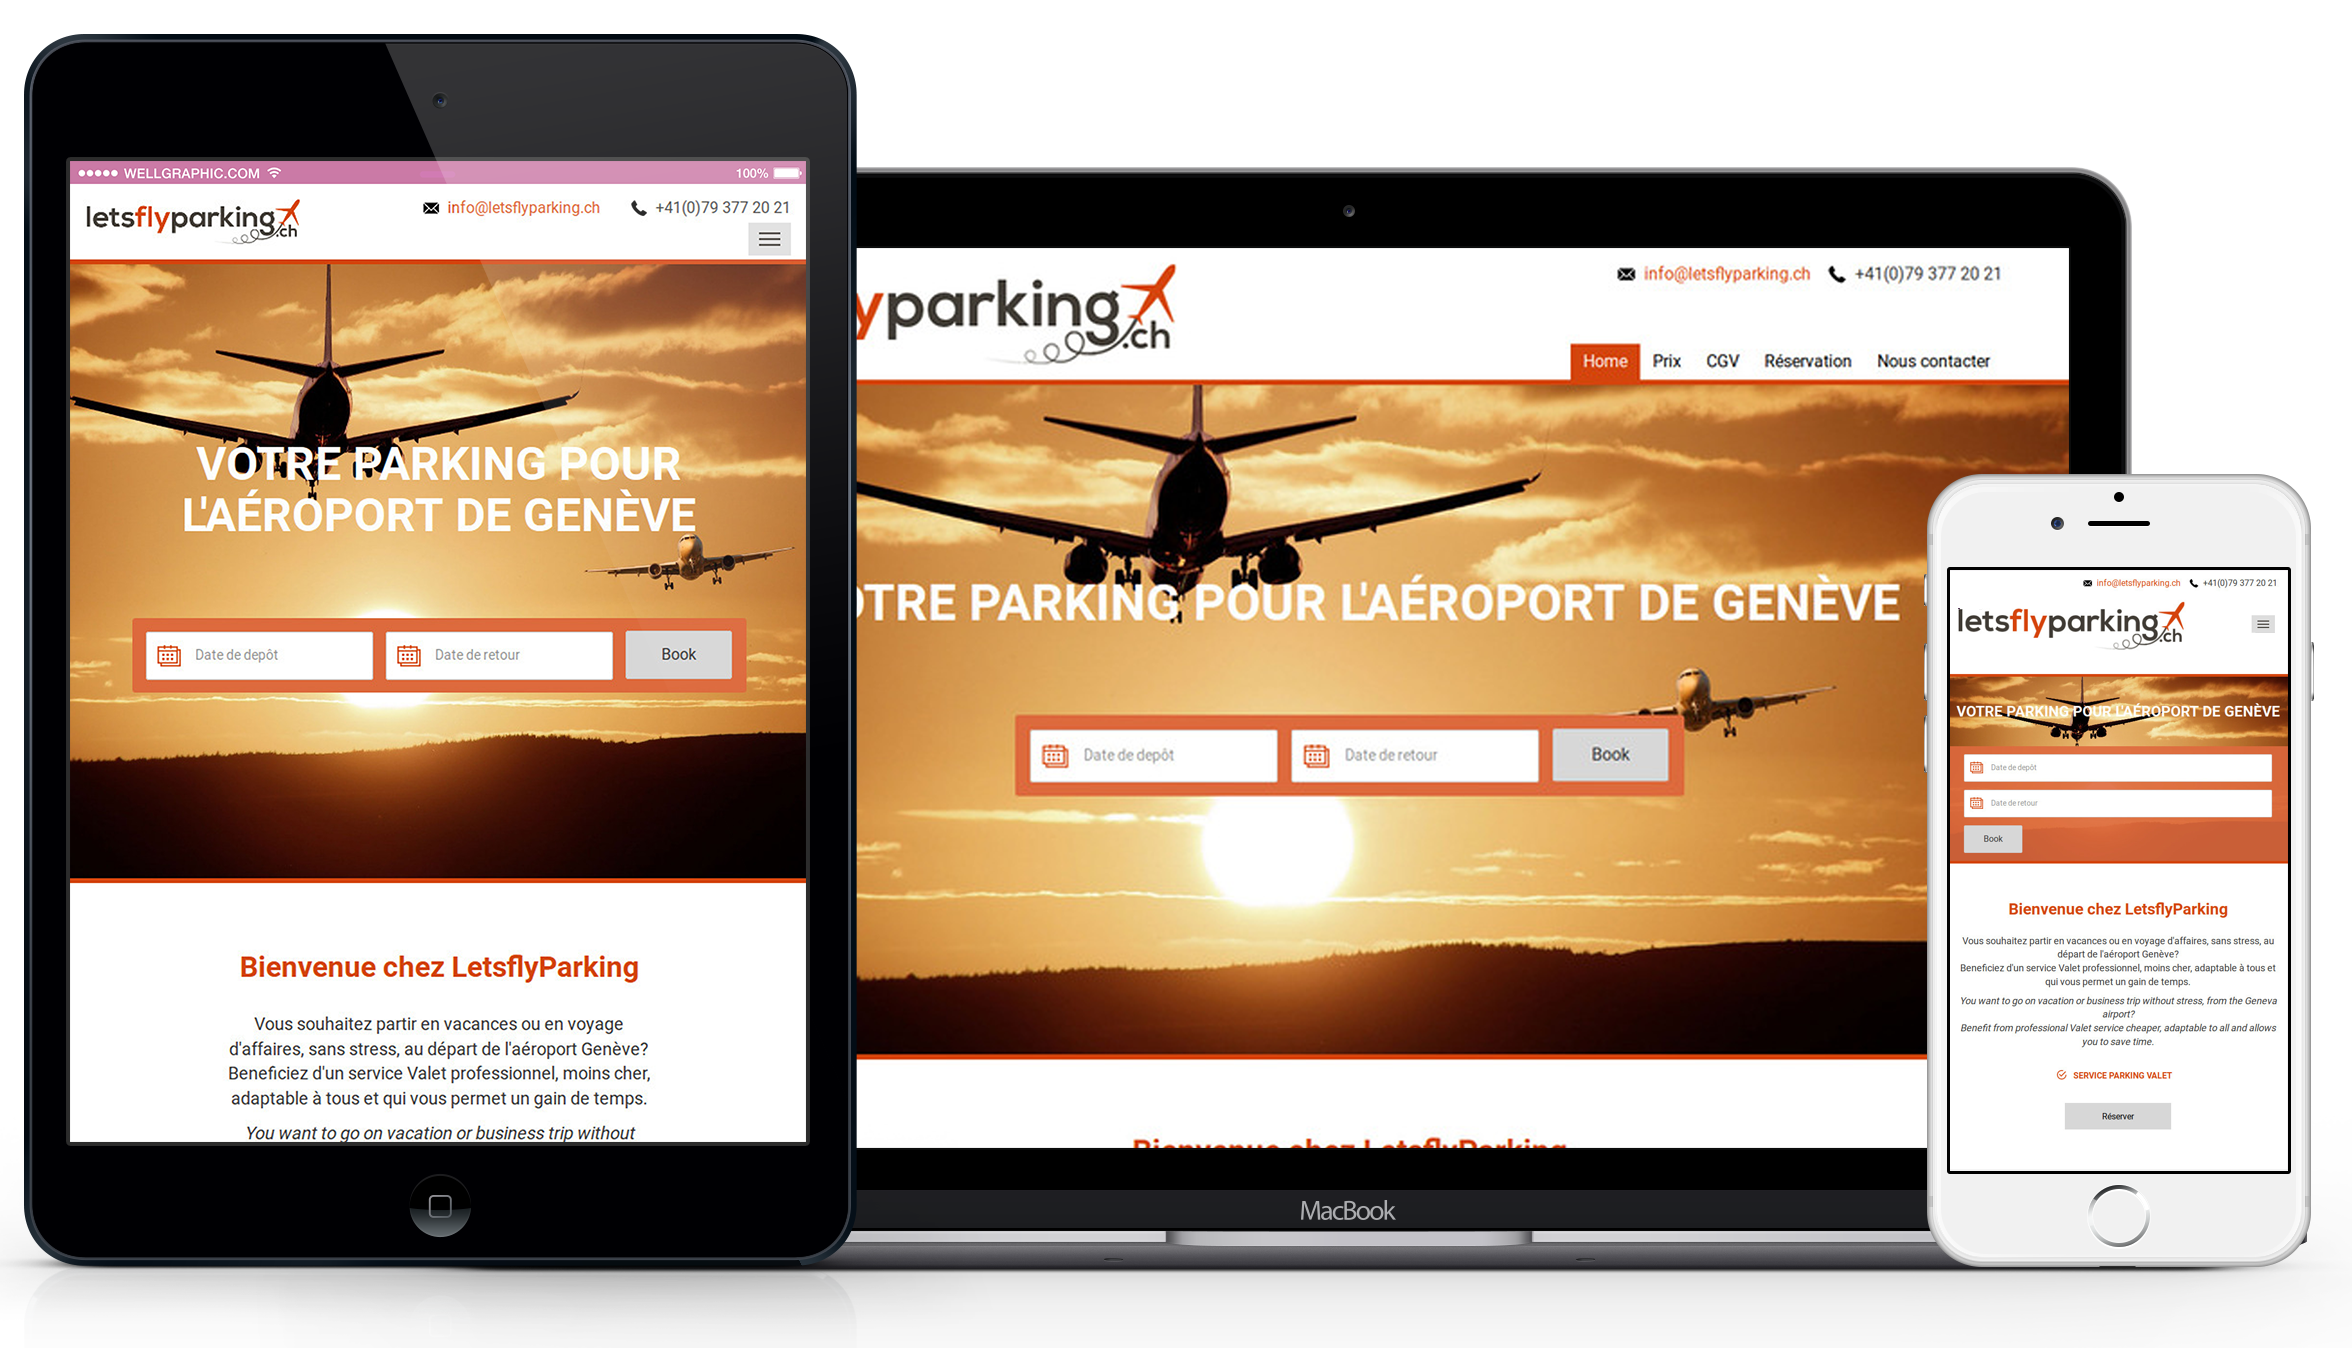 WELLGRAPHIC.COM
100%
letsflyparking.ch
info@letsflyparking.ch
+41(0)79 377 20 21
VOTRE PARKING POUR
L'AÉROPORT DE GENÈVE
Date de depôt
Date de retour
Book
Bienvenue chez LetsflyParking
Vous souhaitez partir en vacances ou en voyage
d'affaires, sans stress, au départ de l'aéroport Genève?
Beneficiez d'un service Valet professionnel, moins cher,
adaptable à tous et qui vous permet un gain de temps.
You want to go on vacation or business trip without
yparking.ch
info@letsflyparking.ch
+41(0)79 377 20 21
Home
Prix
CGV
Réservation
Nous contacter
OTRE PARKING POUR L'AÉROPORT DE GENÈVE
Date de depôt
Date de retour
Book
Bienvenue chez LetsflyParking
MacBook
info@letsflyparking.ch
+41(0)79 377 20 21
letsflyparking.ch
VOTRE PARKING POUR L'AÉROPORT DE GENÈVE
Date de depôt
Date de retour
Book
Bienvenue chez LetsflyParking
Vous souhaitez partir en vacances ou en voyage d'affaires, sans stress, au
départ de l'aéroport Genève?
Beneficiez d'un service Valet professionnel, moins cher, adaptable à tous et
qui vous permet un gain de temps.
You want to go on vacation or business trip without stress, from the Geneva
airport?
Benefit from professional Valet service cheaper, adaptable to all and allows
you to save time.
SERVICE PARKING VALET
Réserver